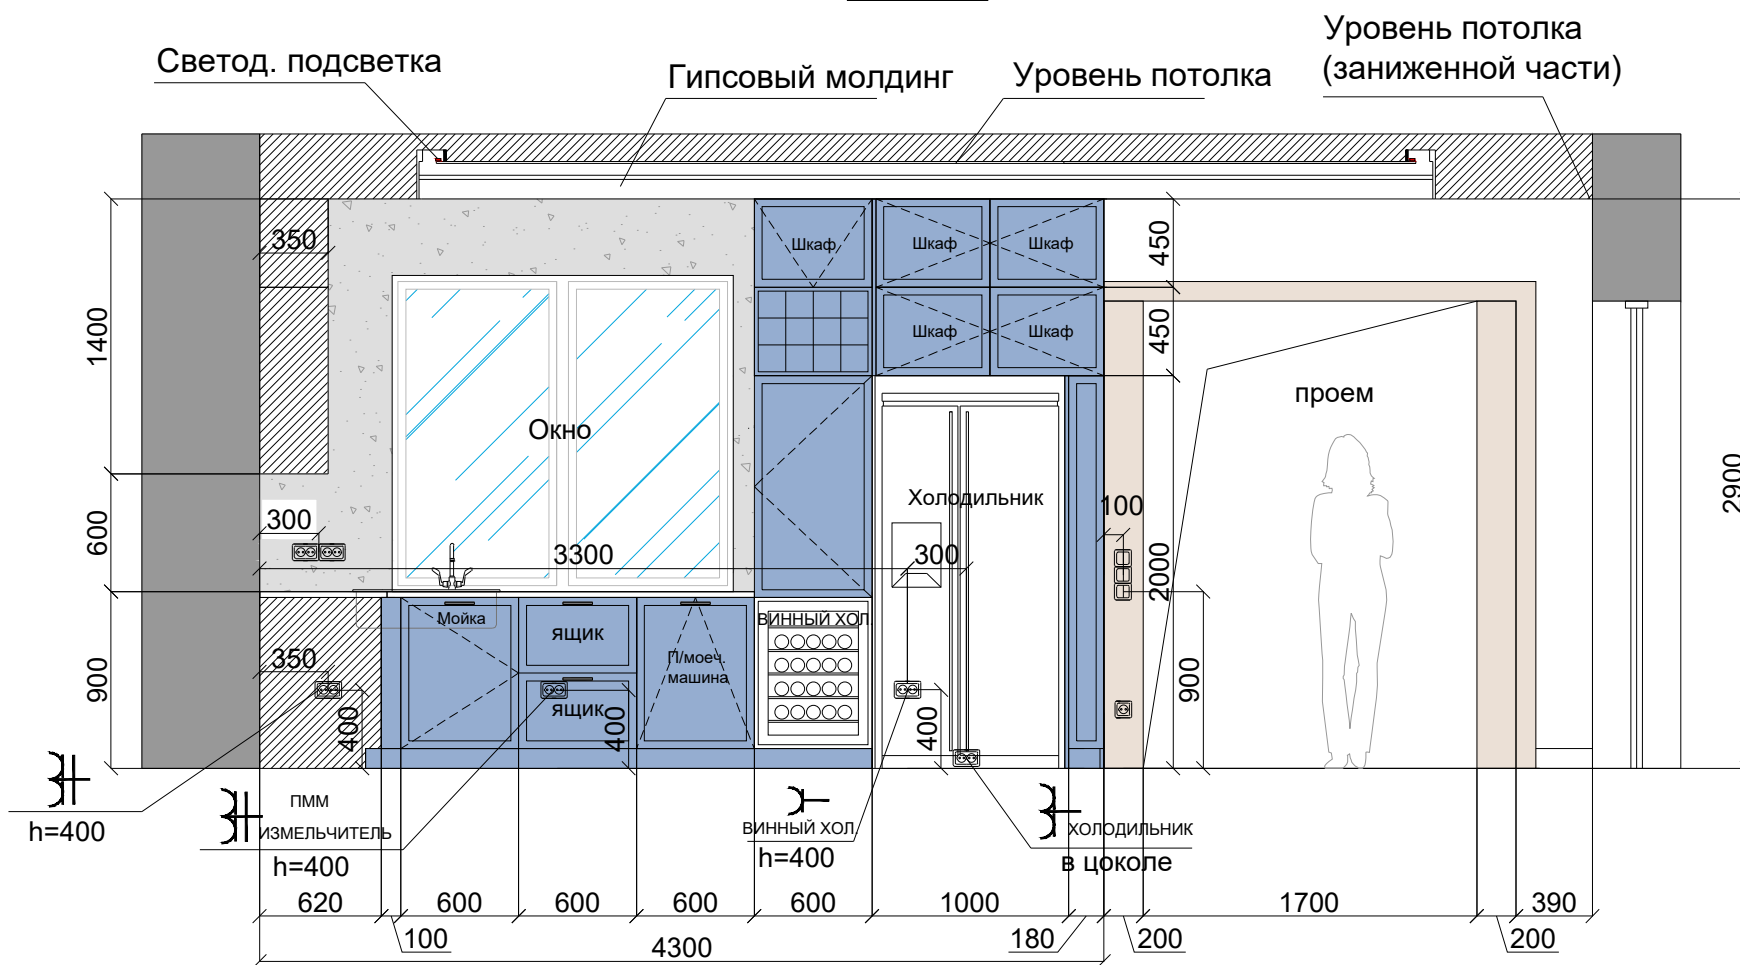 Светод. подсветка
Гипсовый молдинг
Уровень потолка
Уровень потолка
(заниженной части)
350
Шкаф
Шкаф
Шкаф
450
1400
Шкаф
Шкаф
450
проем
Окно
2900
Холодильник
100
300
600
3300
300
2000
Мойка
ящик
ВИННЫЙ ХОЛ.
П/моеч.
машина
350
900
900
ящик
400
400
400
h=400
ПММ
ИЗМЕЛЬЧИТЕЛЬ
h=400
ВИННЫЙ ХОЛ.
h=400
ХОЛОДИЛЬНИК
в цоколе
620
600
600
600
600
1000
1700
390
100
4300
180
200
200